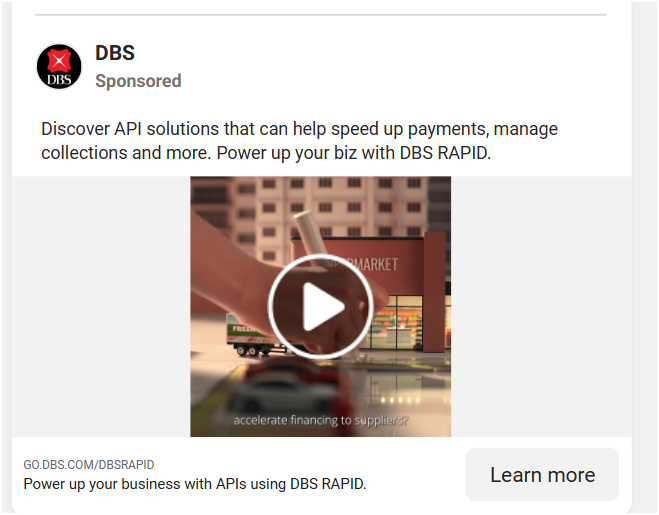 DBS
DBS
Sponsored
Discover API solutions that can help speed up payments, manage
collections and more. Power up your biz with DBS RAPID.
MARKET
FRESH
accelerate financing to suppliers?
GO.DBS.COM/DBSRAPID
Power up your business with APIs using DBS RAPID.
Learn more